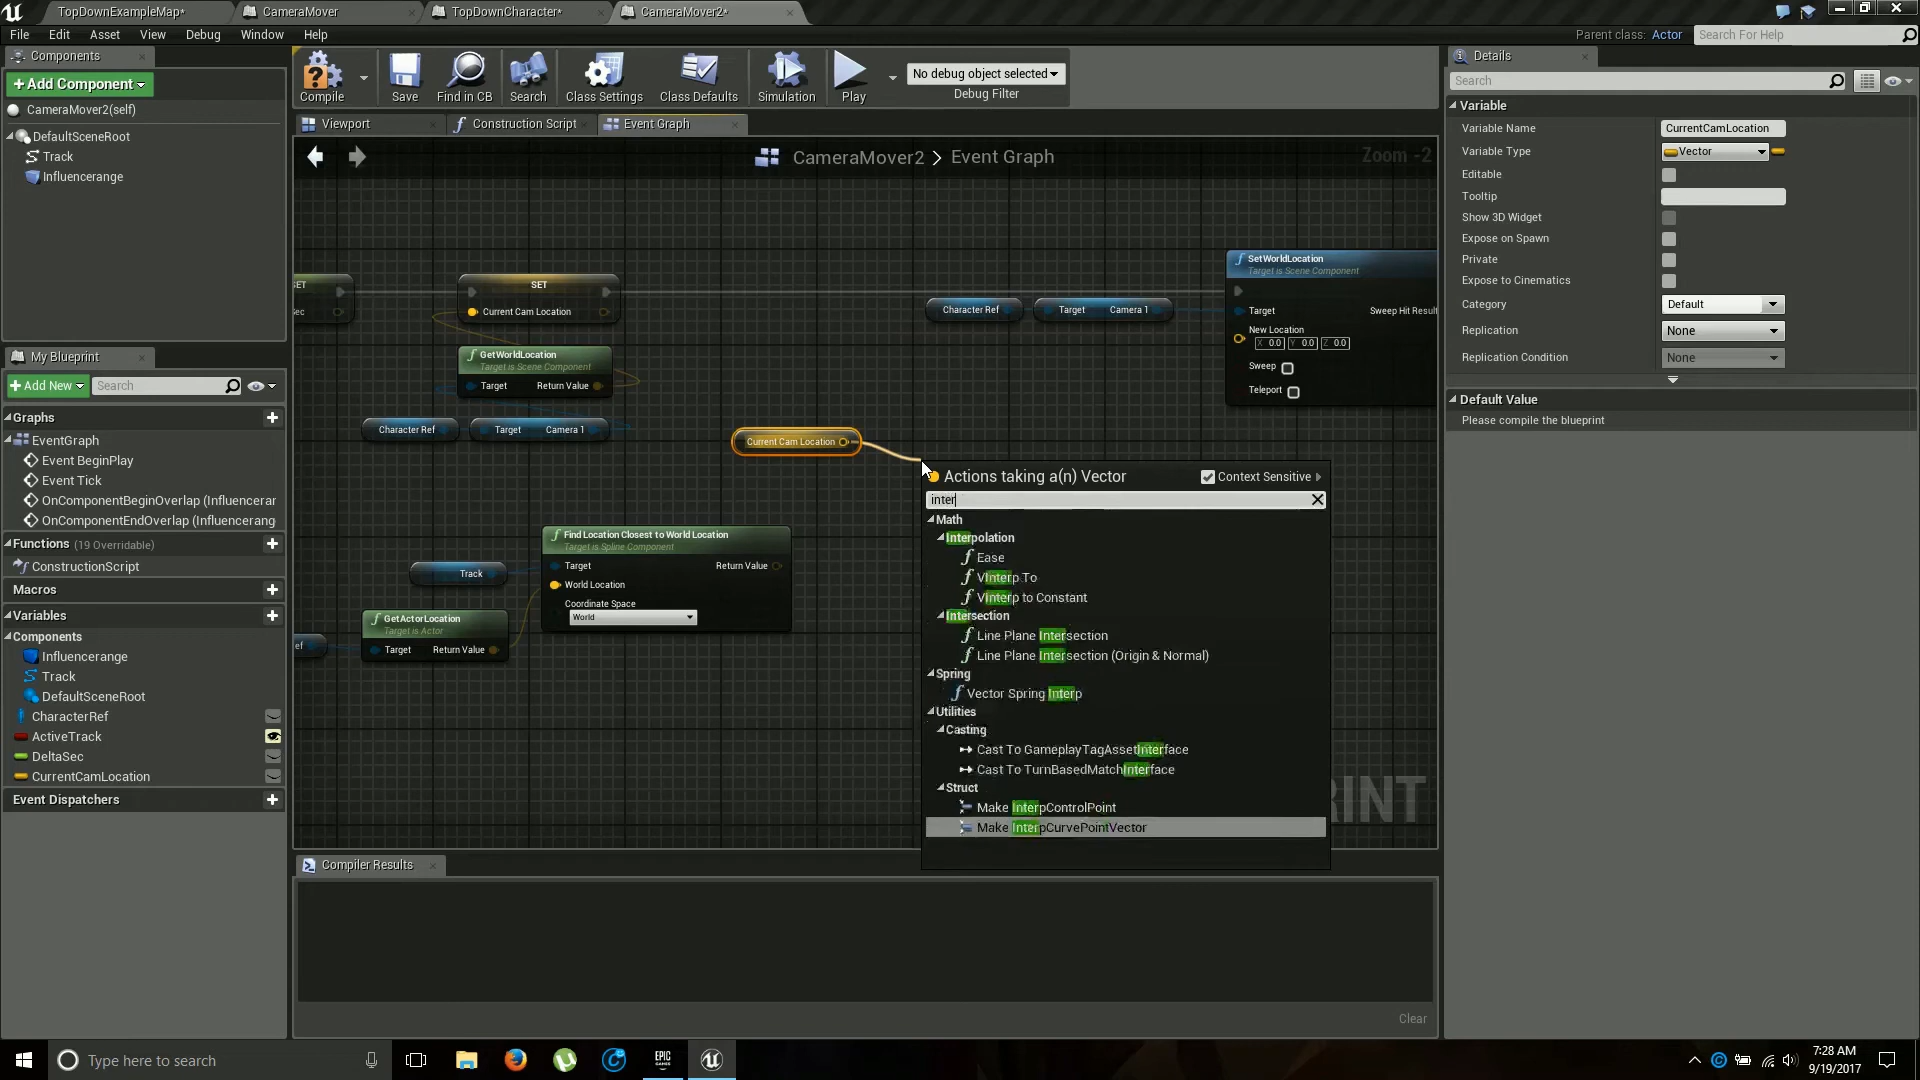 TopDownExampleMap*
CameraMover
TopDownCharacter*
CameraMover2*
File Edit Asset View Debug Window Help
Parent class: Actor
Search For Help
Components
+Add Component
CameraMover2(self)
DefaultSceneRoot
Track
Influencerange
Compile
Save
Find in CB
Search
Class Settings
Class Defaults
Simulation
Play
No debug object selected
Debug Filter
Viewport
Construction Script
Event Graph
CameraMover2 > Event Graph
Zoom -2
SET
SET
Current Cam Location
GetWorldLocation
Target is Scene Component
Target Return Value
Character Ref
Target Camera 1
Current Cam Location
Character Ref
Target Camera 1
SetWorldLocation
Target is Scene Component
Target
Sweep Hit Result
New Location
X 0.0 Y 0.0 Z 0.0
Sweep
Teleport
Find Location Closest to World Location
Target is Spline Component
Target Return Value
World Location
Coordinate Space
World
Track
GetActorLocation
Target is Actor
Target Return Value
Actions taking a(n) Vector
Context Sensitive
inter
Math
Interpolation
Ease
VInterp To
VInterp to Constant
Intersection
Line Plane Intersection
Line Plane Intersection (Origin & Normal)
Spring
Vector Spring Interp
Utilities
Casting
Cast To GameplayTagAssetInterface
Cast To TurnBasedMatchInterface
Struct
Make InterpControlPoint
Make InterpCurvePointVector
My Blueprint
+Add New
Search
Graphs
EventGraph
Event BeginPlay
Event Tick
OnComponentBeginOverlap (Influencerar
OnComponentEndOverlap (Influencerang
Functions (19 Overridable)
ConstructionScript
Macros
Variables
Components
Influencerange
Track
DefaultSceneRoot
CharacterRef
ActiveTrack
DeltaSec
CurrentCamLocation
Event Dispatchers
Compiler Results
Clear
Details
Search
Variable
Variable Name CurrentCamLocation
Variable Type Vector
Editable
Tooltip
Show 3D Widget
Expose on Spawn
Private
Expose to Cinematics
Category Default
Replication None
Replication Condition None
Default Value
Please compile the blueprint
Type here to search
EPIC
GAMES
7:28 AM
9/19/2017